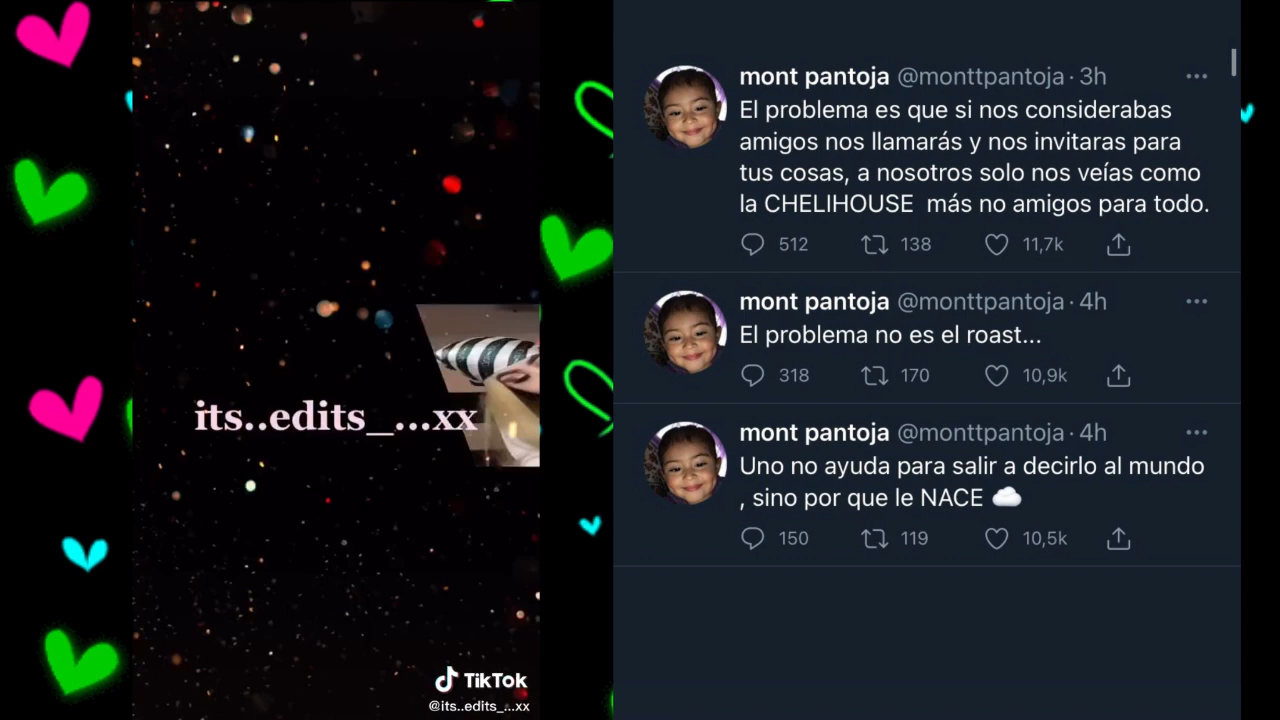 its..edits_...xx
TikTok
@its..edits_...xx
mont pantoja @monttpantoja · 3h
El problema es que si nos considerabas
amigos nos llamarás y nos invitaras para
tus cosas, a nosotros solo nos veías como
la CHELIHOUSE  más no amigos para todo.
512 138 11,7k
mont pantoja @monttpantoja · 4h
El problema no es el roast...
318 170 10,9k
mont pantoja @monttpantoja · 4h
Uno no ayuda para salir a decirlo al mundo
, sino por que le NACE ☁️
150 119 10,5k